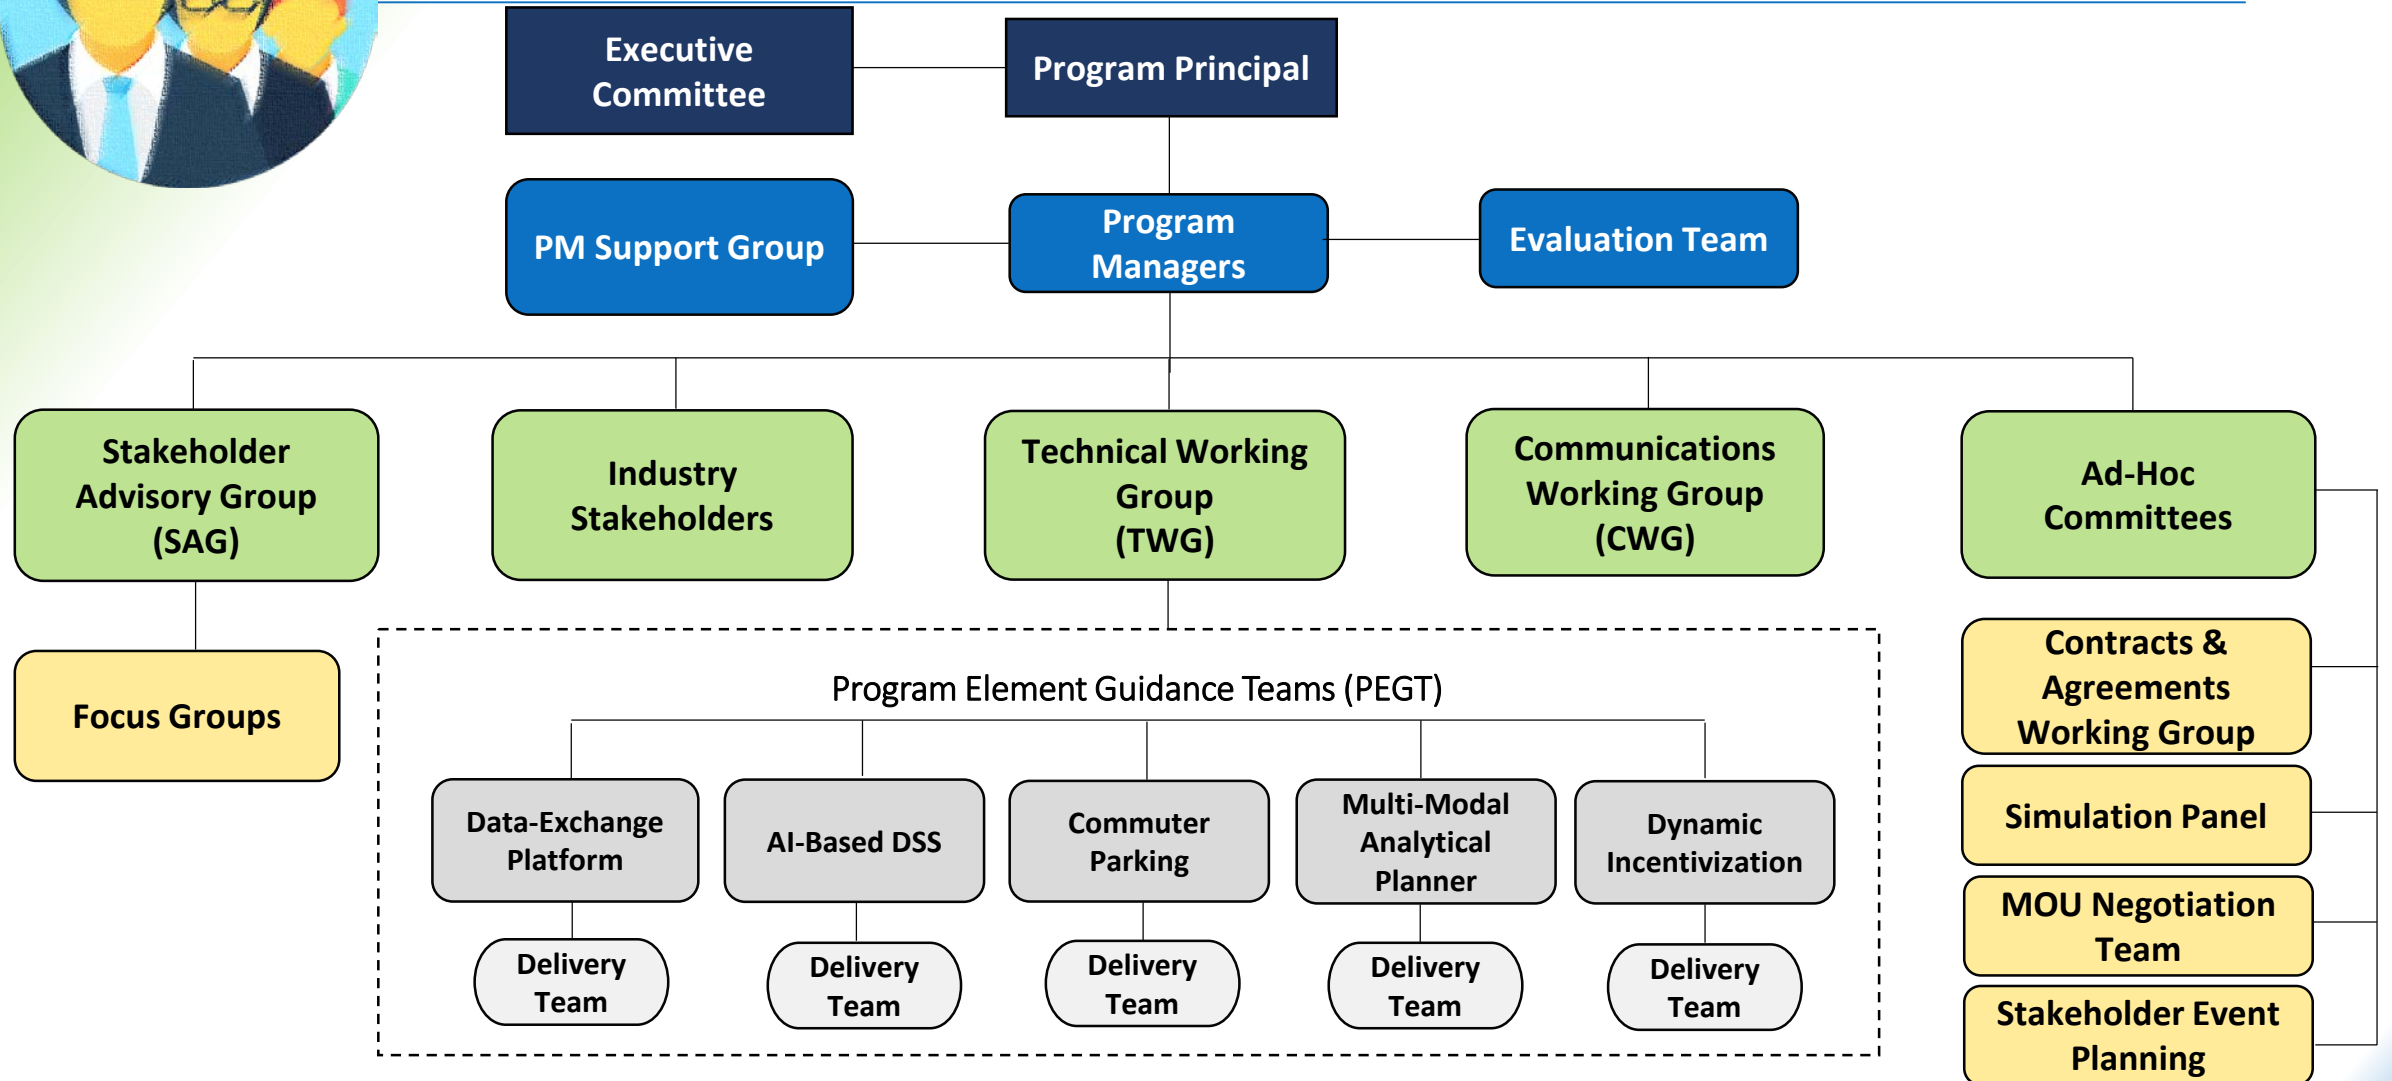 Executive
Committee
Program Principal
PM Support Group
Program
Managers
Evaluation Team
Stakeholder
Advisory Group
(SAG)
Industry
Stakeholders
Technical Working
Group
(TWG)
Communications
Working Group
(CWG)
Ad-Hoc
Committees
Focus Groups
Program Element Guidance Teams (PEGT)
Data-Exchange
Platform
AI-Based DSS
Commuter
Parking
Multi-Modal
Analytical
Planner
Dynamic
Incentivization
Delivery
Team
Delivery
Team
Delivery
Team
Delivery
Team
Delivery
Team
Contracts &
Agreements
Working Group
Simulation Panel
MOU Negotiation
Team
Stakeholder Event
Planning